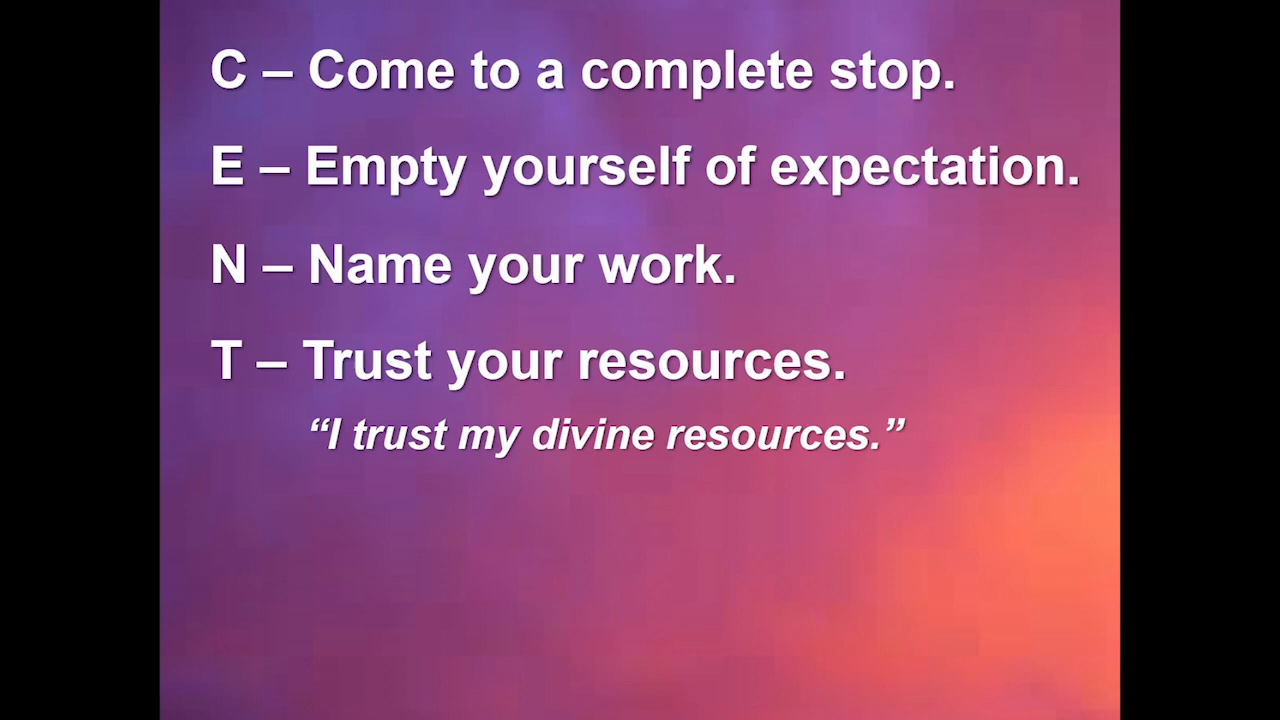 C – Come to a complete stop.
E – Empty yourself of expectation.
N – Name your work.
T – Trust your resources.
“I trust my divine resources.”